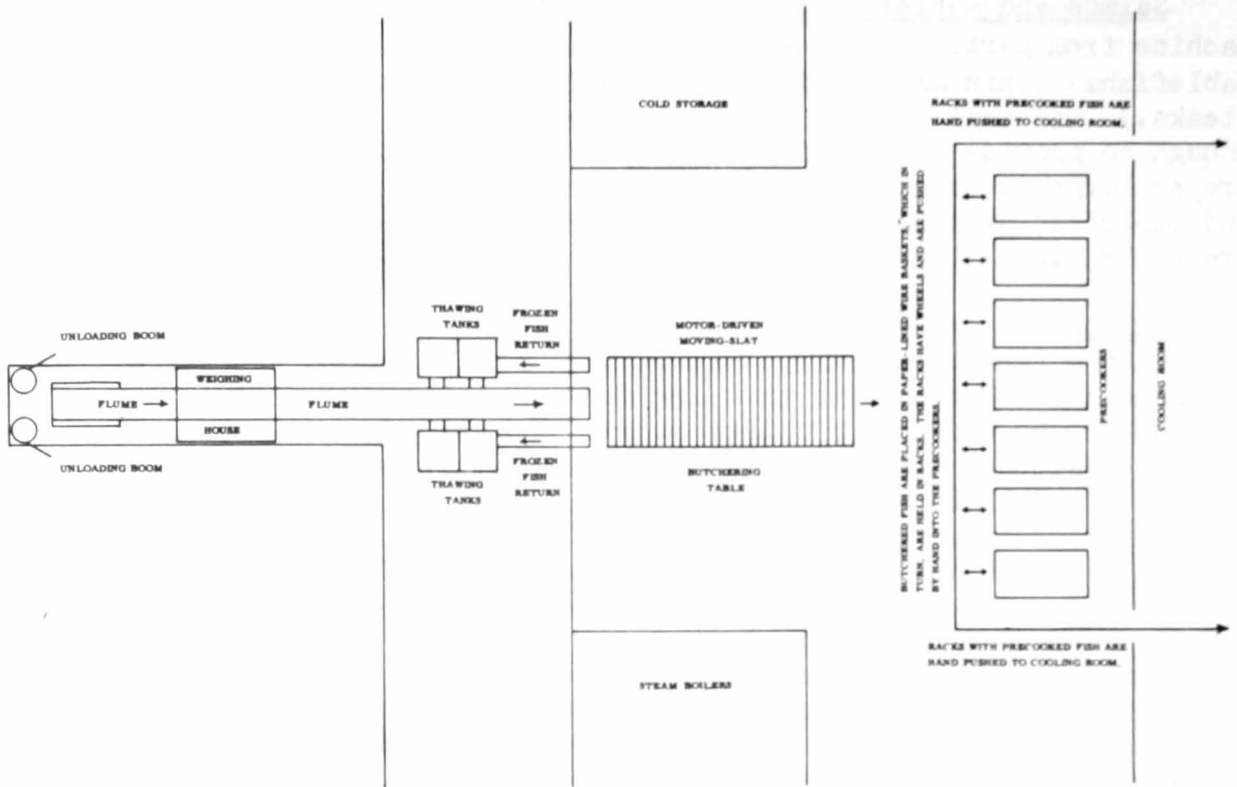 COLD STORAGE
RACKS WITH PRECOOKED FISH ARE
HAND PUSHED TO COOLING ROOM.
UNLOADING BOOM
THAWING
TANKS
FROZEN
FISH
RETURN
MOTOR-DRIVEN
MOVING-SLAT
WEIGHING
FLUME
FLUME
HOUSE
UNLOADING BOOM
THAWING
TANKS
FROZEN
FISH
RETURN
BUTCHERING
TABLE
BUTCHERED FISH ARE PLACED IN PAPER-LINED WIRE BASKETS, WHICH IN
TURN, ARE HELD IN RACKS. THE RACKS HAVE WHEELS AND ARE PUSHED
BY HAND INTO THE PRECOOKERS.
PRECOOKERS
COOLING ROOM
STEAM BOILERS
RACKS WITH PRECOOKED FISH ARE
HAND PUSHED TO COOLING ROOM.